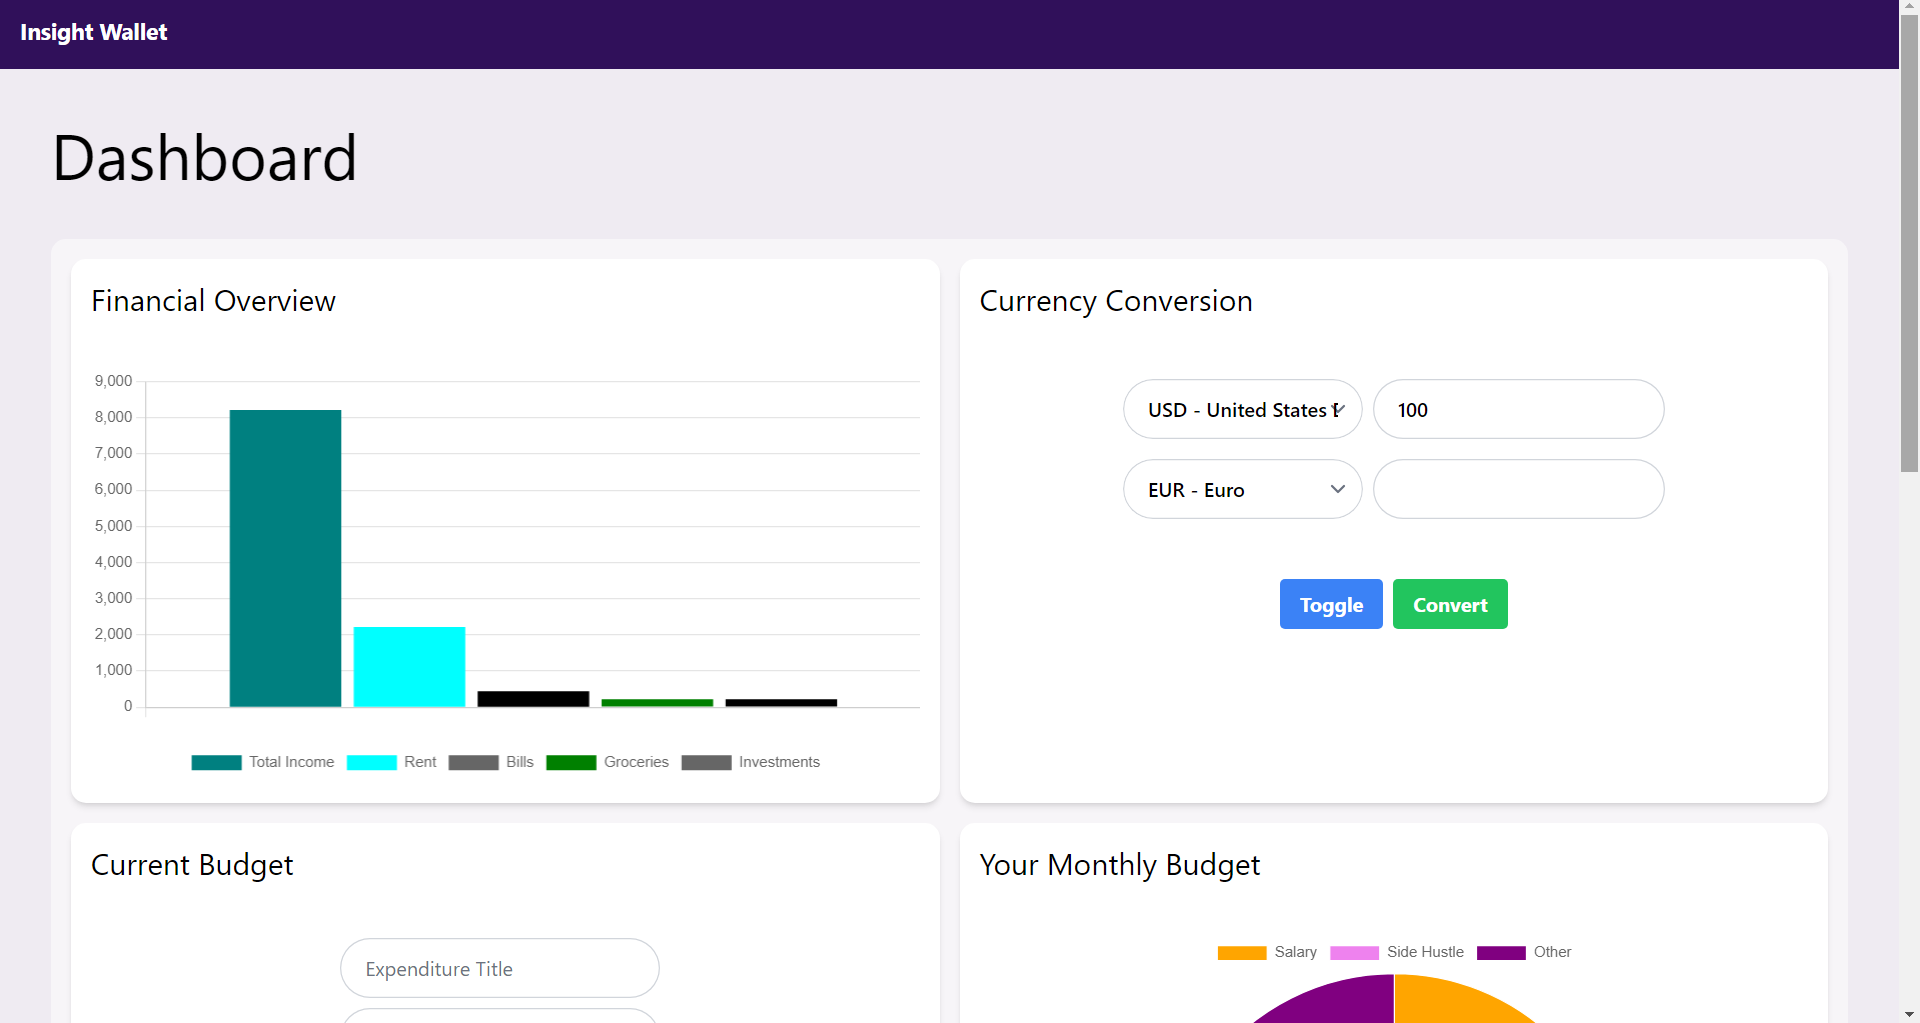 Insight Wallet
Dashboard
Financial Overview
9,000
8,000
7,000
6,000
5,000
4,000
3,000
2,000
1,000
0
Total Income Rent Bills Groceries Investments
Currency Conversion
USD - United States 100
EUR - Euro
Toggle Convert
Current Budget
Expenditure Title
Your Monthly Budget
Salary Side Hustle Other